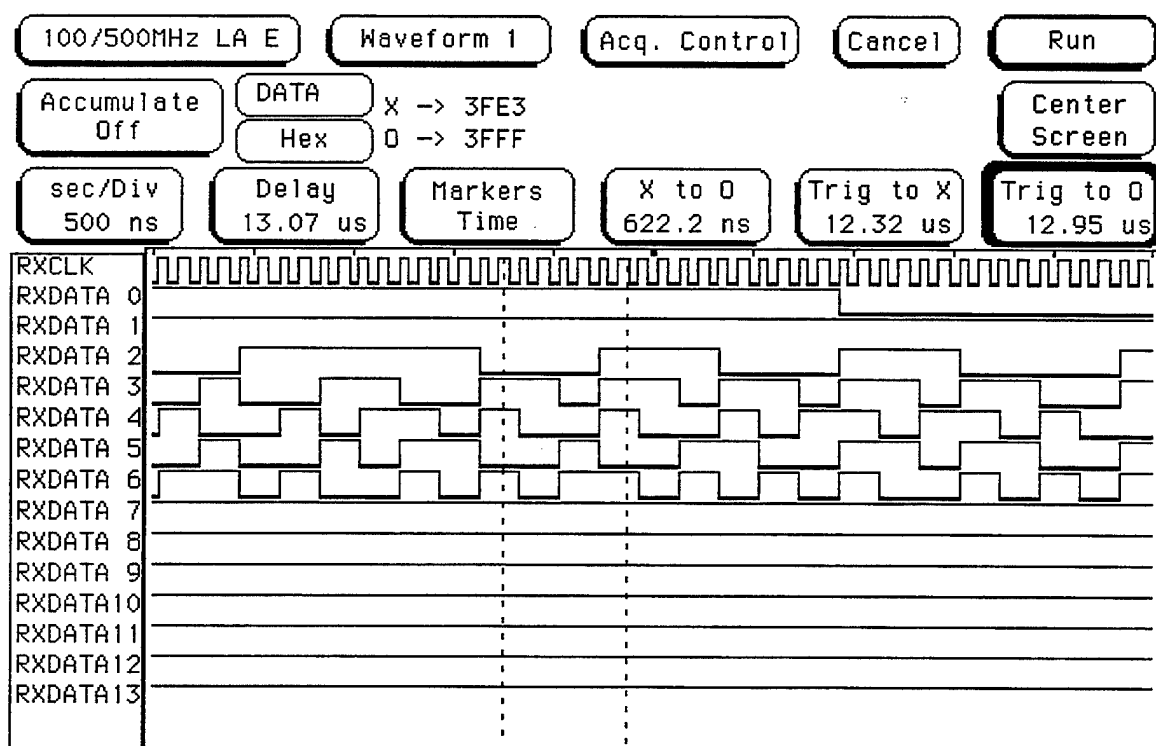 100/500MHz LA E Waveform 1 Acq. Control Cancel Run
Accumulate Off
DATA X -> 3FE3
Hex O -> 3FFF
Center Screen
sec/Div Delay Markers X to O Trig to X Trig to O
500 ns 13.07 us Time 622.2 ns 12.32 us 12.95 us
RXCLK
RXDATA 0
RXDATA 1
RXDATA 2
RXDATA 3
RXDATA 4
RXDATA 5
RXDATA 6
RXDATA 7
RXDATA 8
RXDATA 9
RXDATA10
RXDATA11
RXDATA12
RXDATA13